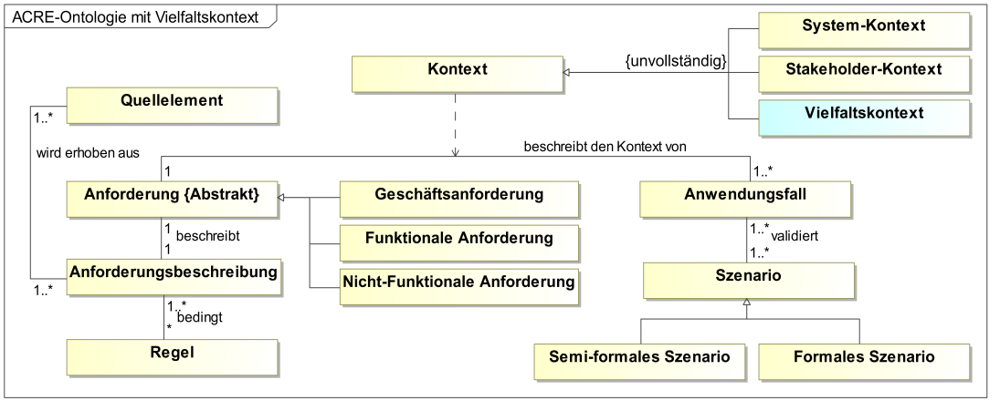 ACRE-Ontologie mit Vielfaltskontext
System-Kontext
Kontext
{unvollständig}
Stakeholder-Kontext
Quellelement
Vielfaltskontext
1..*
wird erhoben aus
beschreibt den Kontext von
1
1..*
Anforderung {Abstrakt}
Geschäftsanforderung
Anwendungsfall
1
beschreibt
1
Funktionale Anforderung
1..*
validiert
1..*
Anforderungsbeschreibung
Nicht-Funktionale Anforderung
Szenario
1..*
1..*
bedingt
*
Regel
Semi-formales Szenario
Formales Szenario